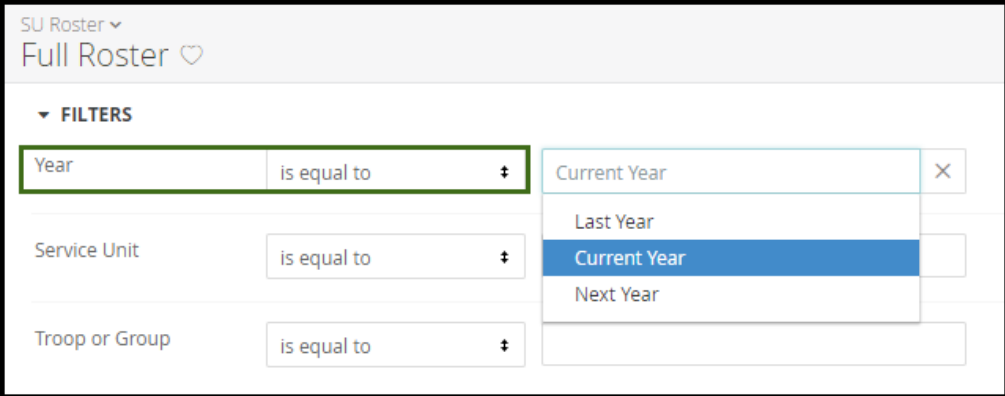 SU Roster
Full Roster
FILTERS
Year is equal to Current Year
Last Year
Service Unit is equal to Current Year
Next Year
Troop or Group is equal to